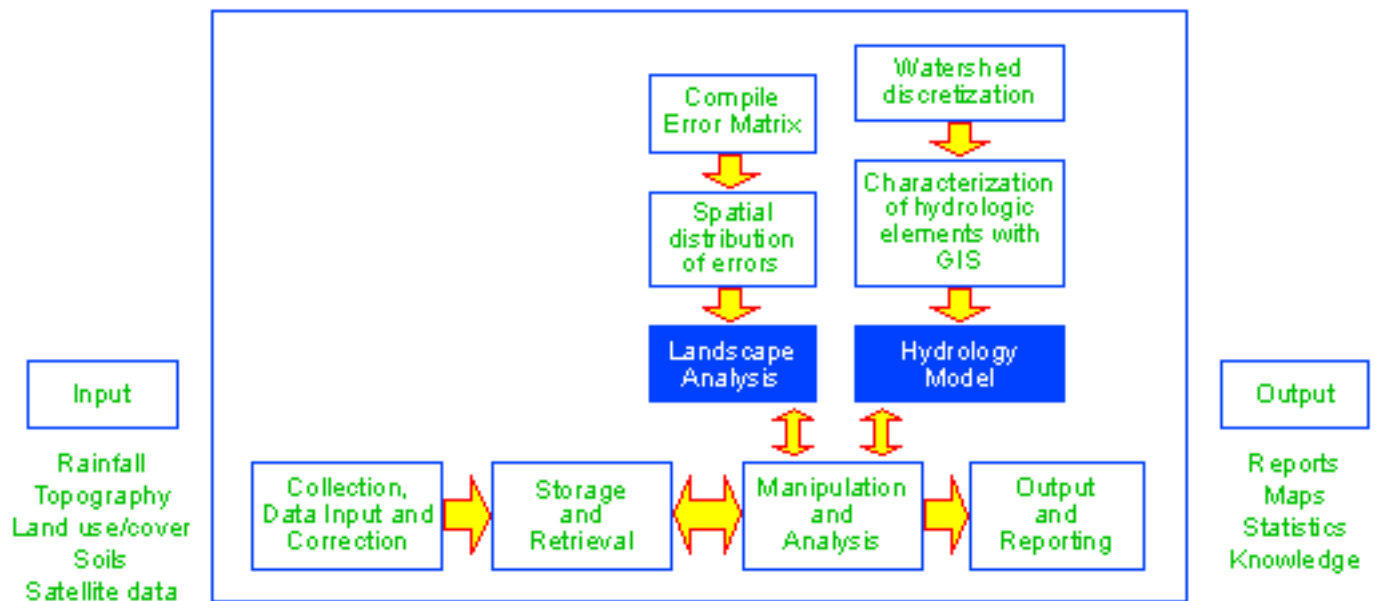 Watershed
discretization
Compile
Error Matrix
Characterization
of hydrologic
elements with
GIS
Spatial
distribution
of errors
Landscape
Analysis
Hydrology
Model
Input
Rainfall
Topography
Land use/cover
Soils
Satellite data
Collection,
Data Input and
Correction
Storage
and
Retrieval
Manipulation
and
Analysis
Output
and
Reporting
Output
Reports
Maps
Statistics
Knowledge